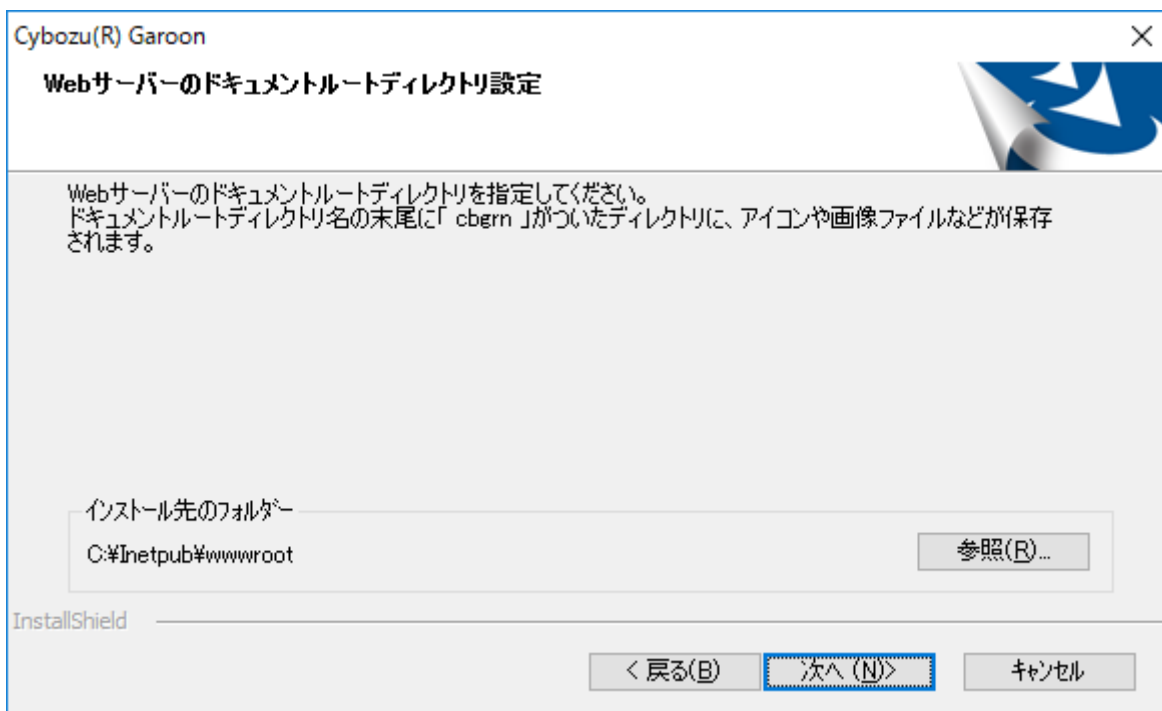 Cybozu(R) Garoon
Webサーバーのドキュメントルートディレクトリ設定
Webサーバーのドキュメントルートディレクトリを指定してください。
ドキュメントルートディレクトリ名の末尾に「 cbgrn 」がついたディレクトリに、アイコンや画像ファイルなどが保存
されます。
インストール先のフォルダー
C:¥Inetpub¥wwwroot
参照(R)...
InstallShield
< 戻る(B)
次へ (N)>
キャンセル